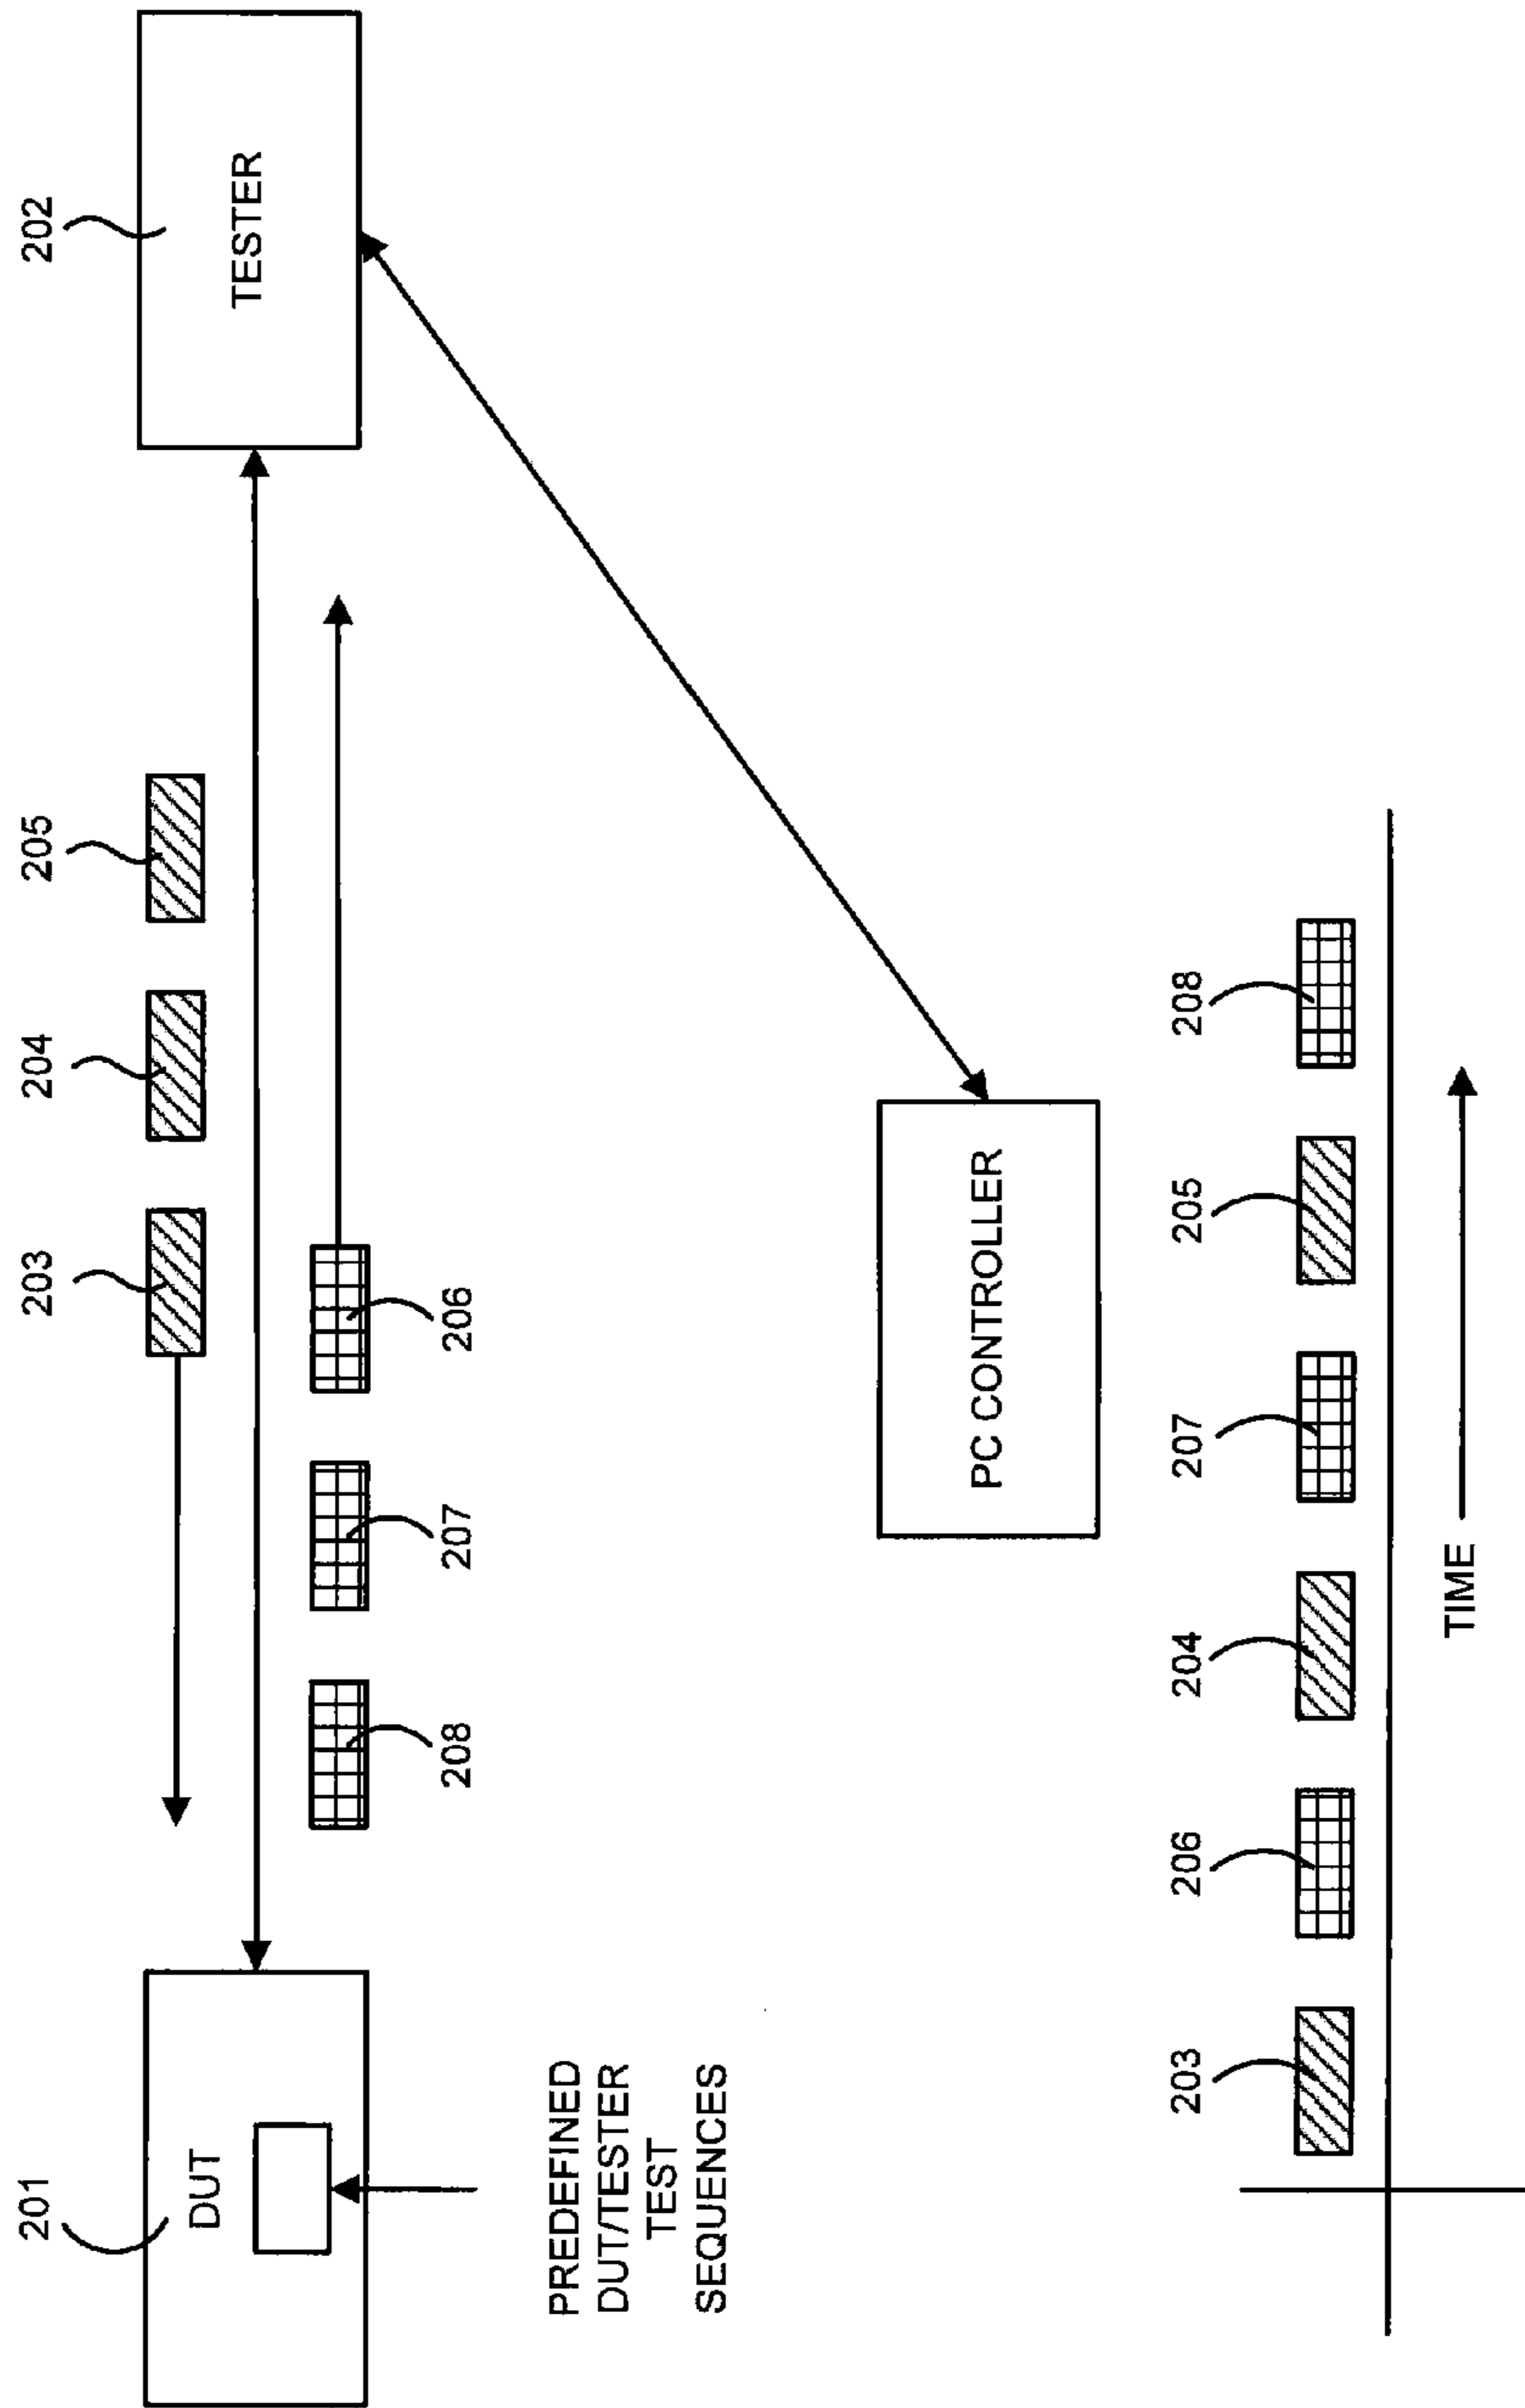 201
DUT
PREDEFINED
DUT/TESTER
TEST
SEQUENCES
203
204
205
208
207
206
202
TESTER
PC CONTROLLER
203
206
204
207
205
208
TIME